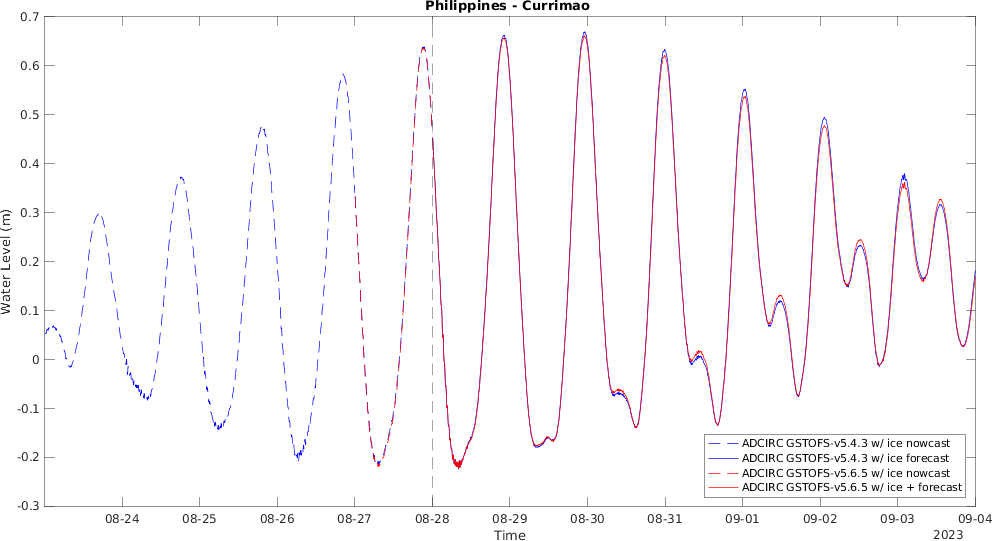 Philippines - Currimao
0.7
0.6
0.5
0.4
0.3
0.2
0.1
0
-0.1
-0.2
-0.3
Water Level (m)
ADCIRC GSTOFS-v5.4.3 w/ ice nowcast
ADCIRC GSTOFS-v5.4.3 w/ ice forecast
ADCIRC GSTOFS-v5.6.5 w/ ice nowcast
ADCIRC GSTOFS-v5.6.5 w/ ice + forecast
08-24 08-25 08-26 08-27 08-28 08-29 08-30 08-31 09-01 09-02 09-03 09-04
Time
2023